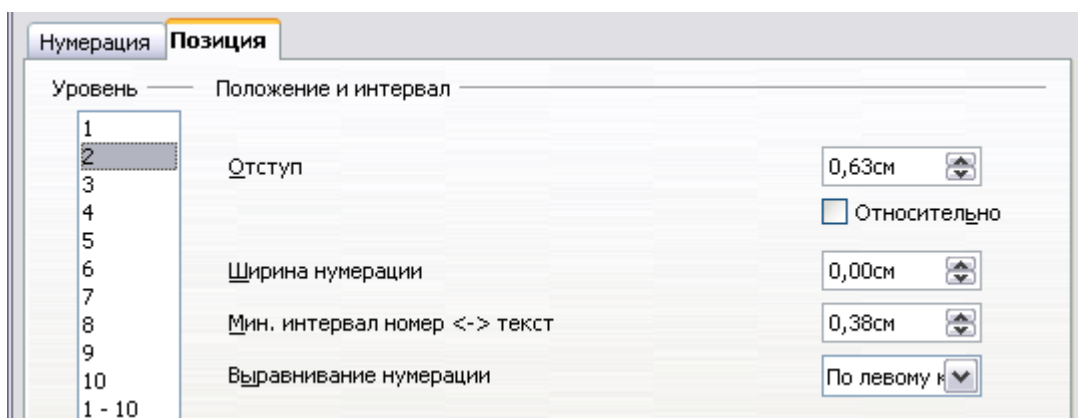 Нумерация Позиция
Уровень Положение и интервал
1
2
3
4
5
6
7
8
9
10
1 - 10
Отступ 0,63см
Относительно
Ширина нумерации 0,00см
Мин. интервал номер <-> текст 0,38см
Выравнивание нумерации По левому к